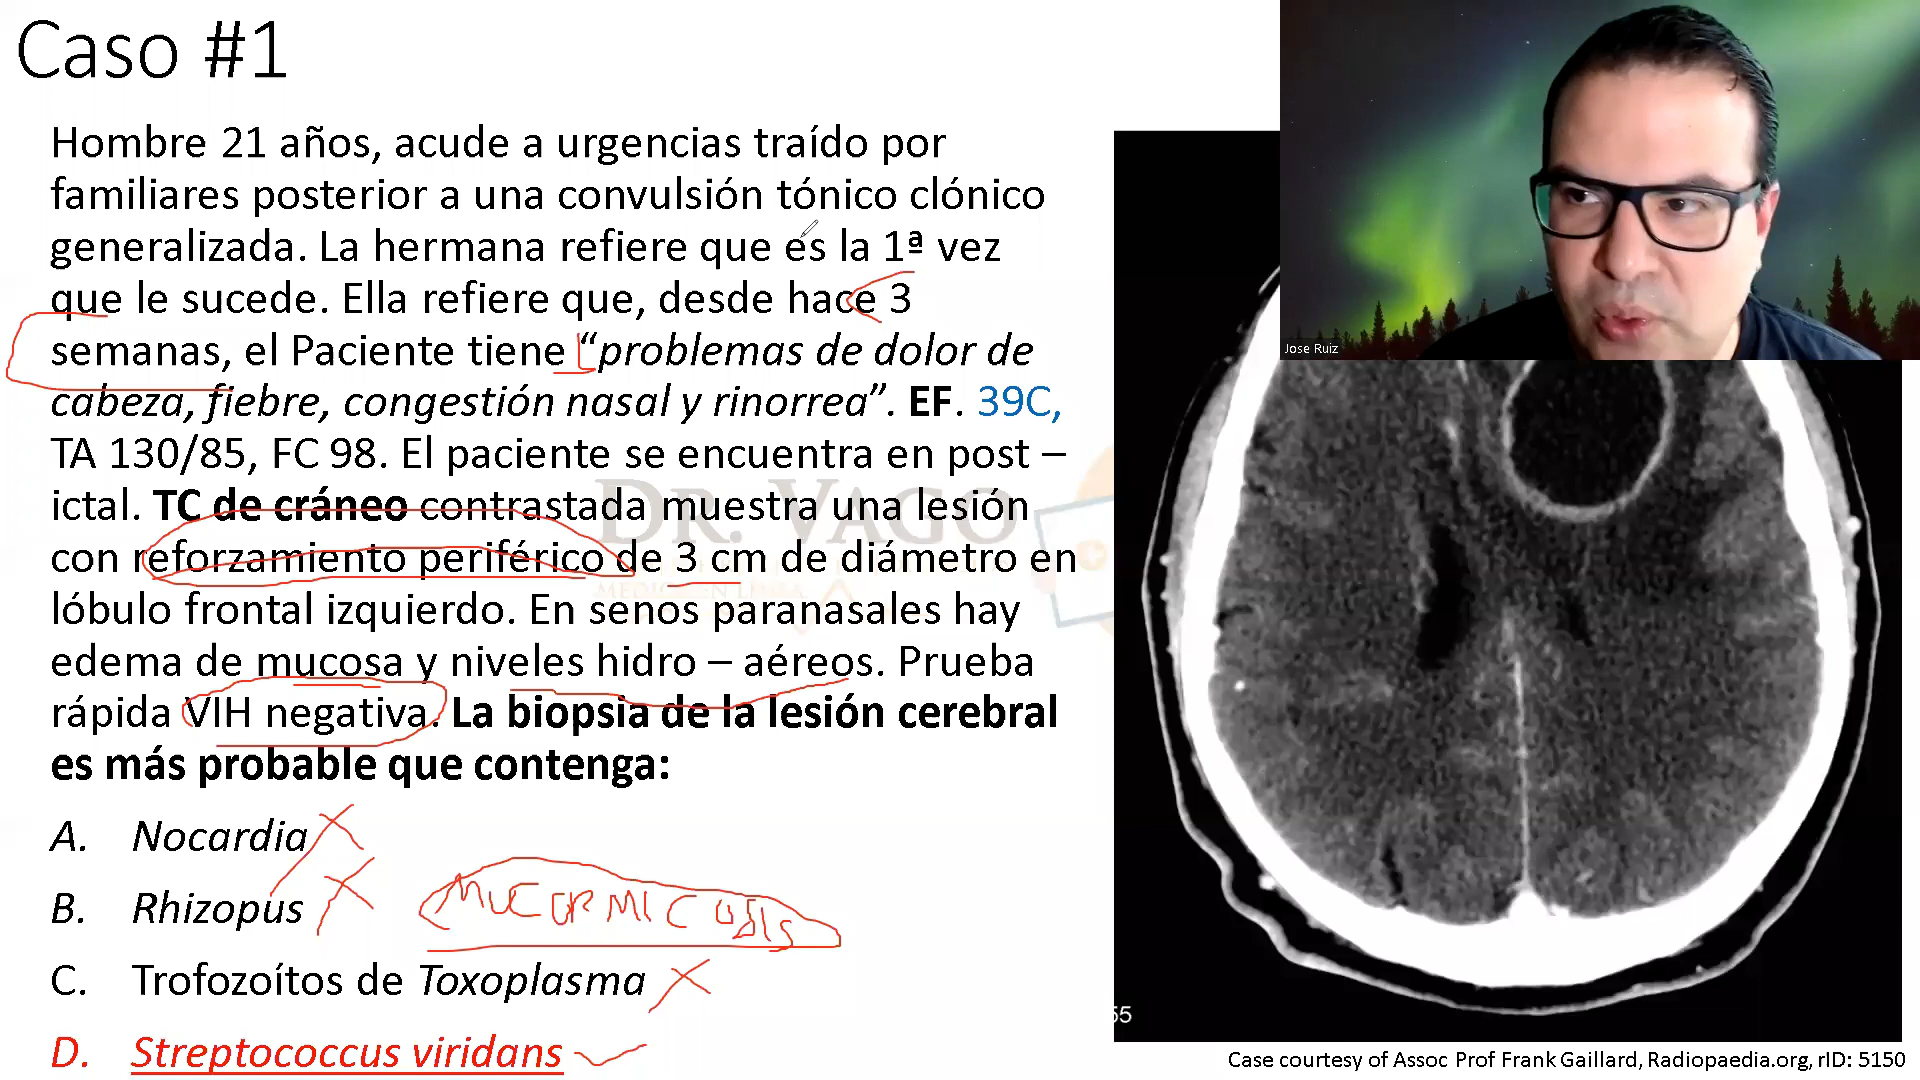 Caso #1
Hombre 21 años, acude a urgencias traído por
familiares posterior a una convulsión tónico clónico
generalizada. La hermana refiere que es la 1ª vez
que le sucede. Ella refiere que, desde hace 3
semanas, el Paciente tiene “problemas de dolor de
cabeza, fiebre, congestión nasal y rinorrea”. EF. 39C,
TA 130/85, FC 98. El paciente se encuentra en post –
ictal. TC de cráneo contrastada muestra una lesión
con reforzamiento periférico de 3 cm de diámetro en
lóbulo frontal izquierdo. En senos paranasales hay
edema de mucosa y niveles hidro – aéreos. Prueba
rápida VIH negativa. La biopsia de la lesión cerebral
es más probable que contenga:
A. Nocardia
B. Rhizopus
MUCORMICOSIS
C. Trofozoítos de Toxoplasma
D. Streptococcus viridans
DR. VAGO
Jose Ruiz
55
Case courtesy of Assoc Prof Frank Gaillard, Radiopaedia.org, rID: 5150